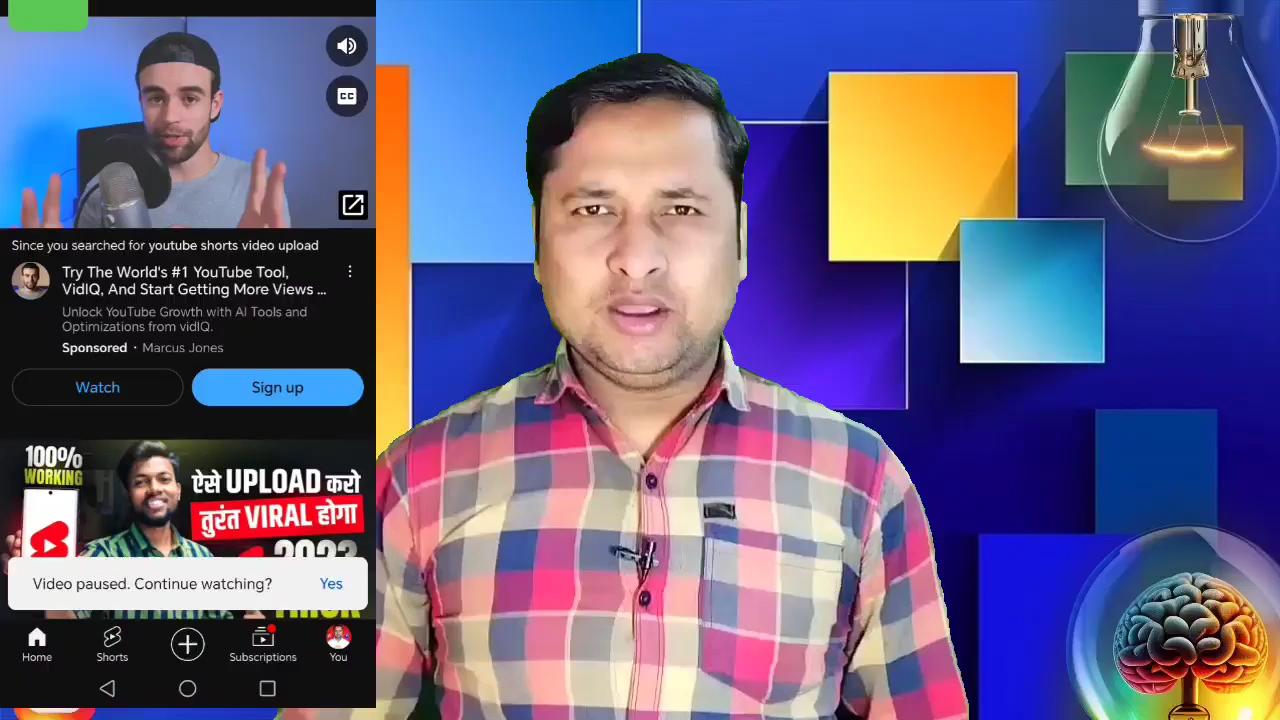 CC
Since you searched for youtube shorts video upload
Try The World's #1 YouTube Tool,
VidIQ, And Start Getting More Views ...
Unlock YouTube Growth with AI Tools and
Optimizations from vidIQ.
Sponsored · Marcus Jones
Watch
Sign up
100%
WORKING
ऐसे UPLOAD करो
तुरंत VIRAL होगा
2023
Video paused. Continue watching?
Yes
Home
Shorts
Subscriptions
You